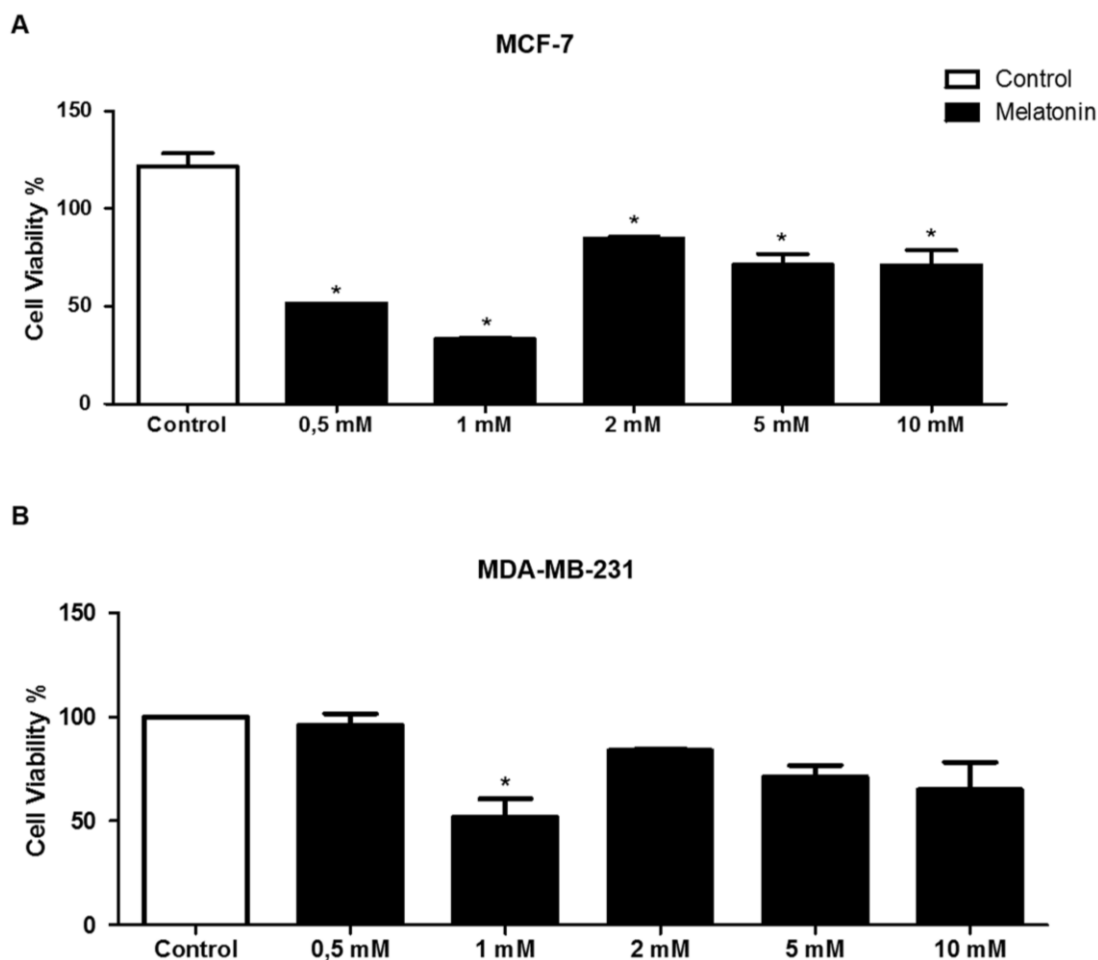 A
MCF-7
Control
Melatonin
Cell Viability %
150
100
50
0
*
*
*
*
*
Control 0,5 mM 1 mM 2 mM 5 mM 10 mM
B
MDA-MB-231
Cell Viability %
150
100
50
0
*
Control 0,5 mM 1 mM 2 mM 5 mM 10 mM